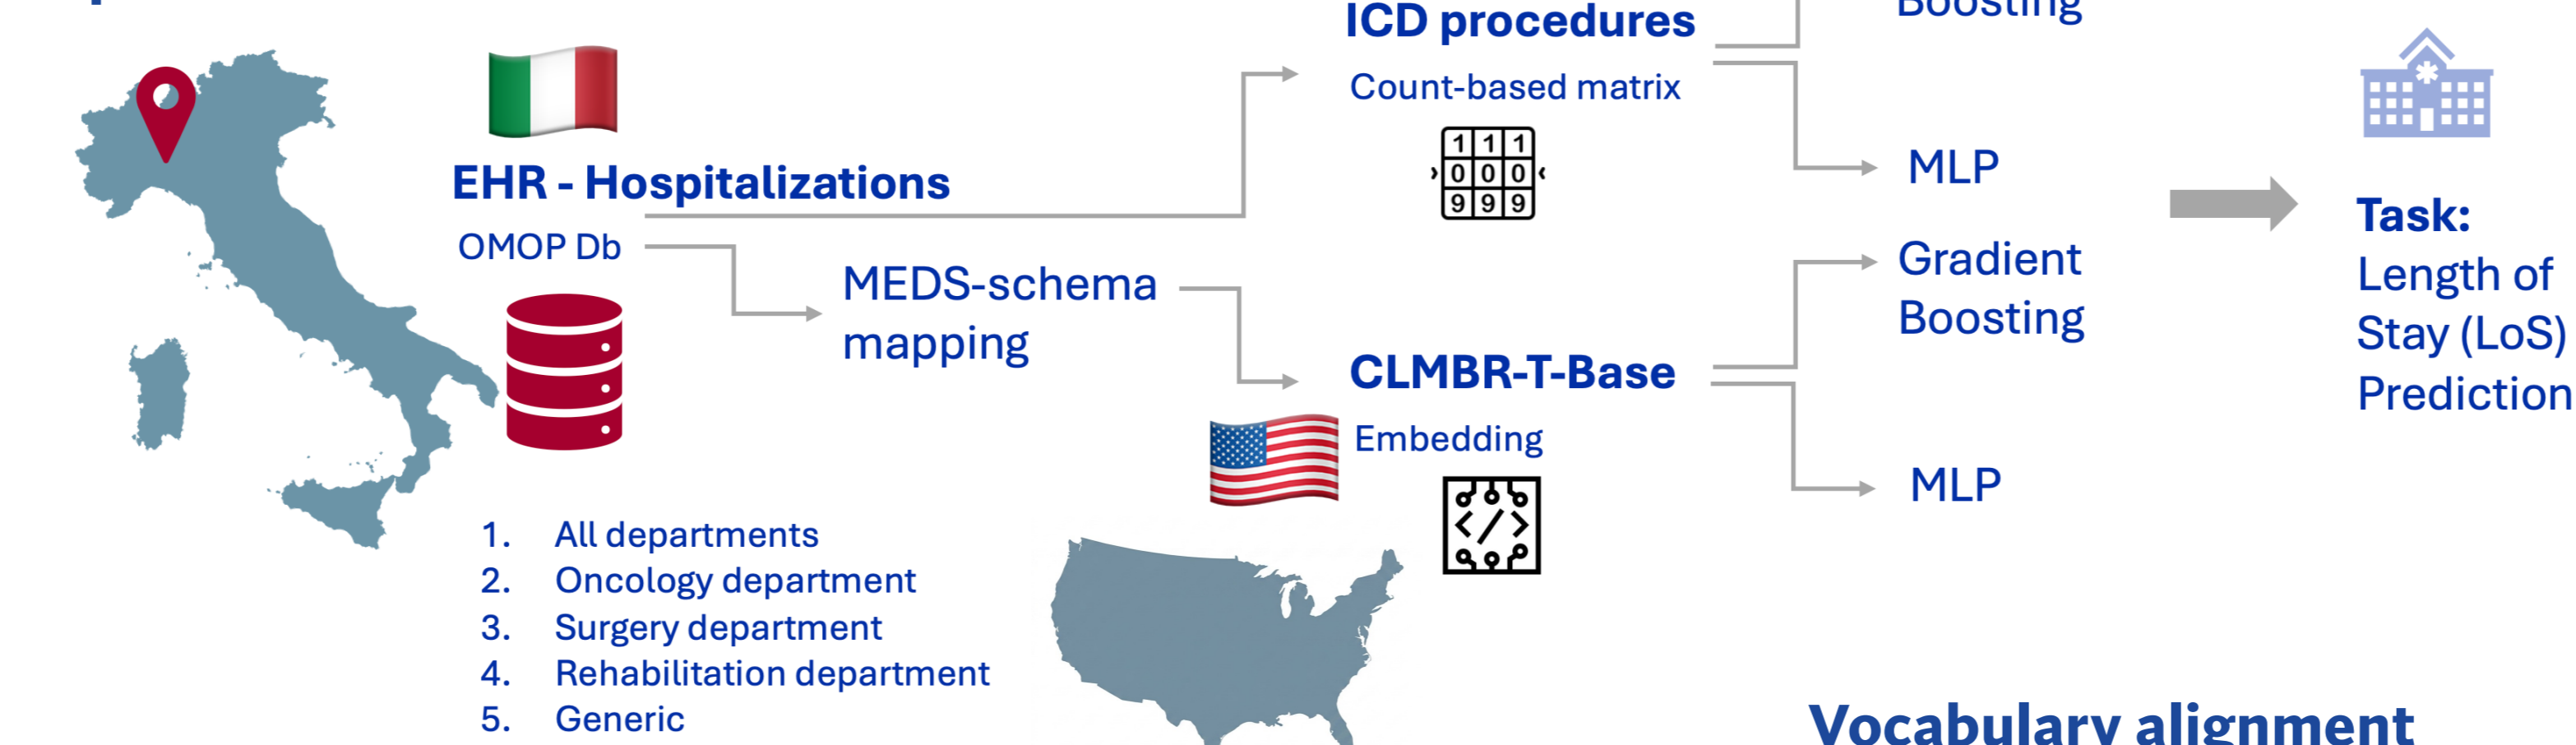 ICD procedures
Count-based matrix
1 1 1
0 0 0
9 9 9
Boosting
MLP
EHR - Hospitalizations
OMOP Db
MEDS-schema
mapping
CLMBR-T-Base
Embedding
</>
Gradient
Boosting
MLP
Task:
Length of
Stay (LoS)
Prediction
1. All departments
2. Oncology department
3. Surgery department
4. Rehabilitation department
5. Generic
Vocabulary alignment